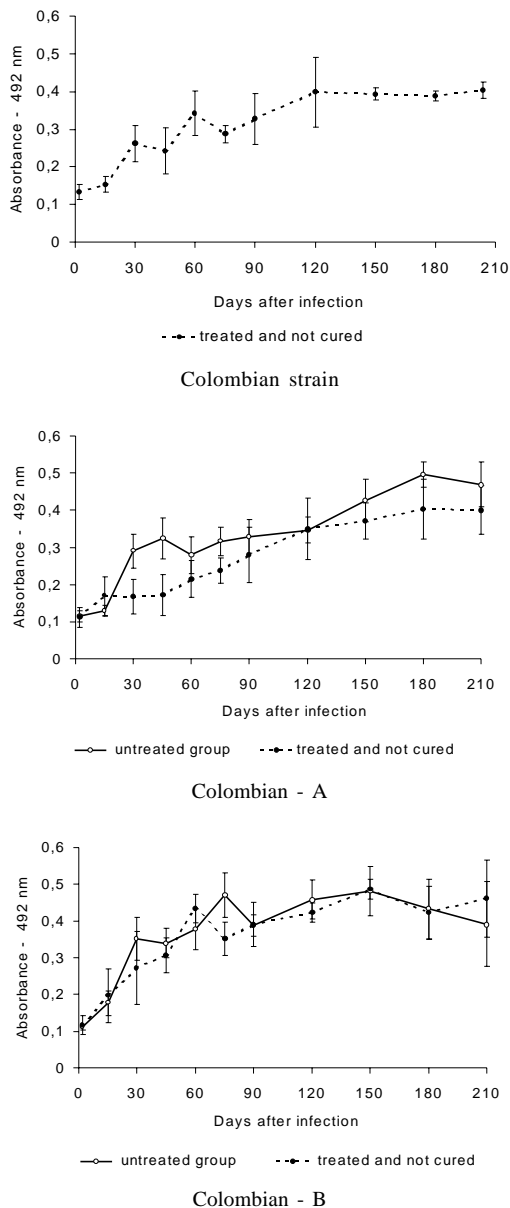 0,6
0,5
0,4
0,3
0,2
0,1
0
Absorbance - 492 nm
0 30 60 90 120 150 180 210
Days after infection
treated and not cured
Colombian strain
0,6
0,5
0,4
0,3
0,2
0,1
0
Absorbance - 492 nm
0 30 60 90 120 150 180 210
Days after infection
untreated group treated and not cured
Colombian - A
0,6
0,5
0,4
0,3
0,2
0,1
0
Absorbance - 492 nm
0 30 60 90 120 150 180 210
Days after infection
untreated group treated and not cured
Colombian - B